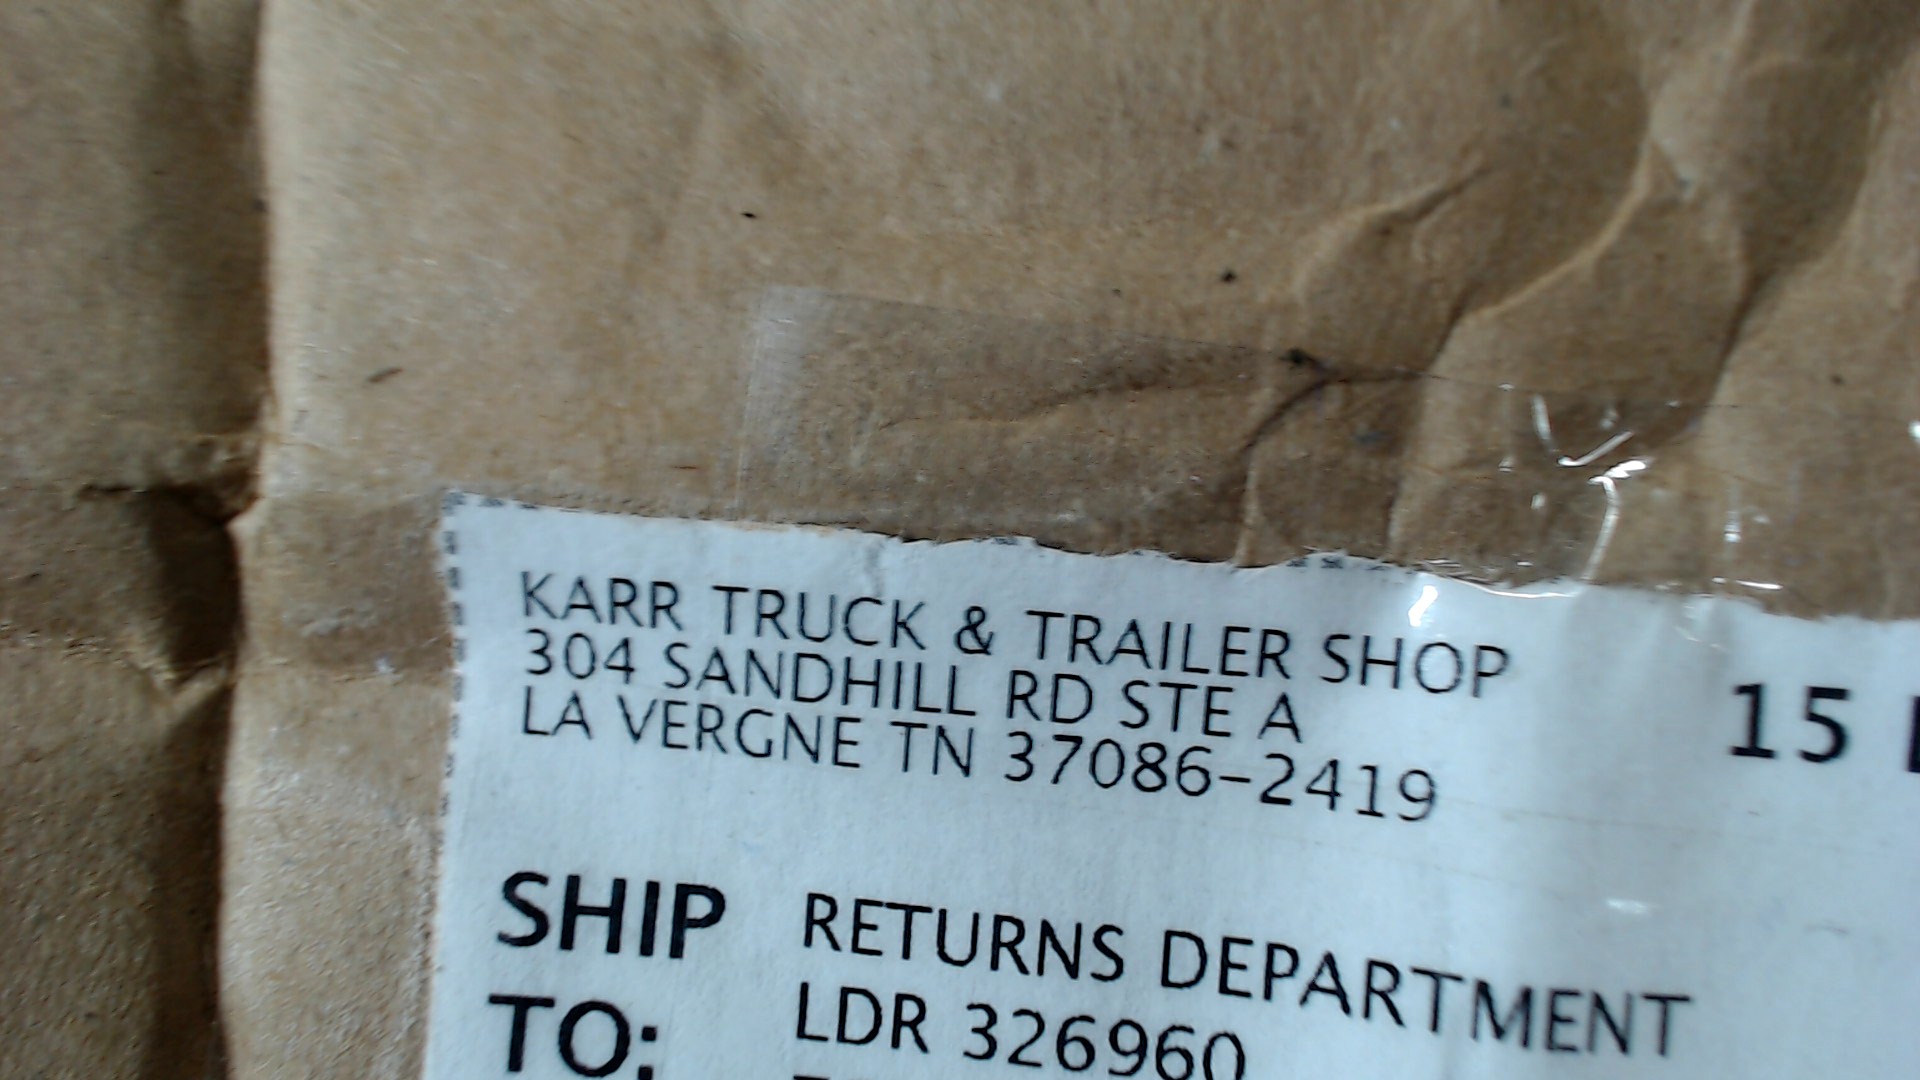 KARR TRUCK & TRAILER SHOP
304 SANDHILL RD STE A
LA VERGNE TN 37086-2419
15
SHIP TO:
RETURNS DEPARTMENT
LDR 326960